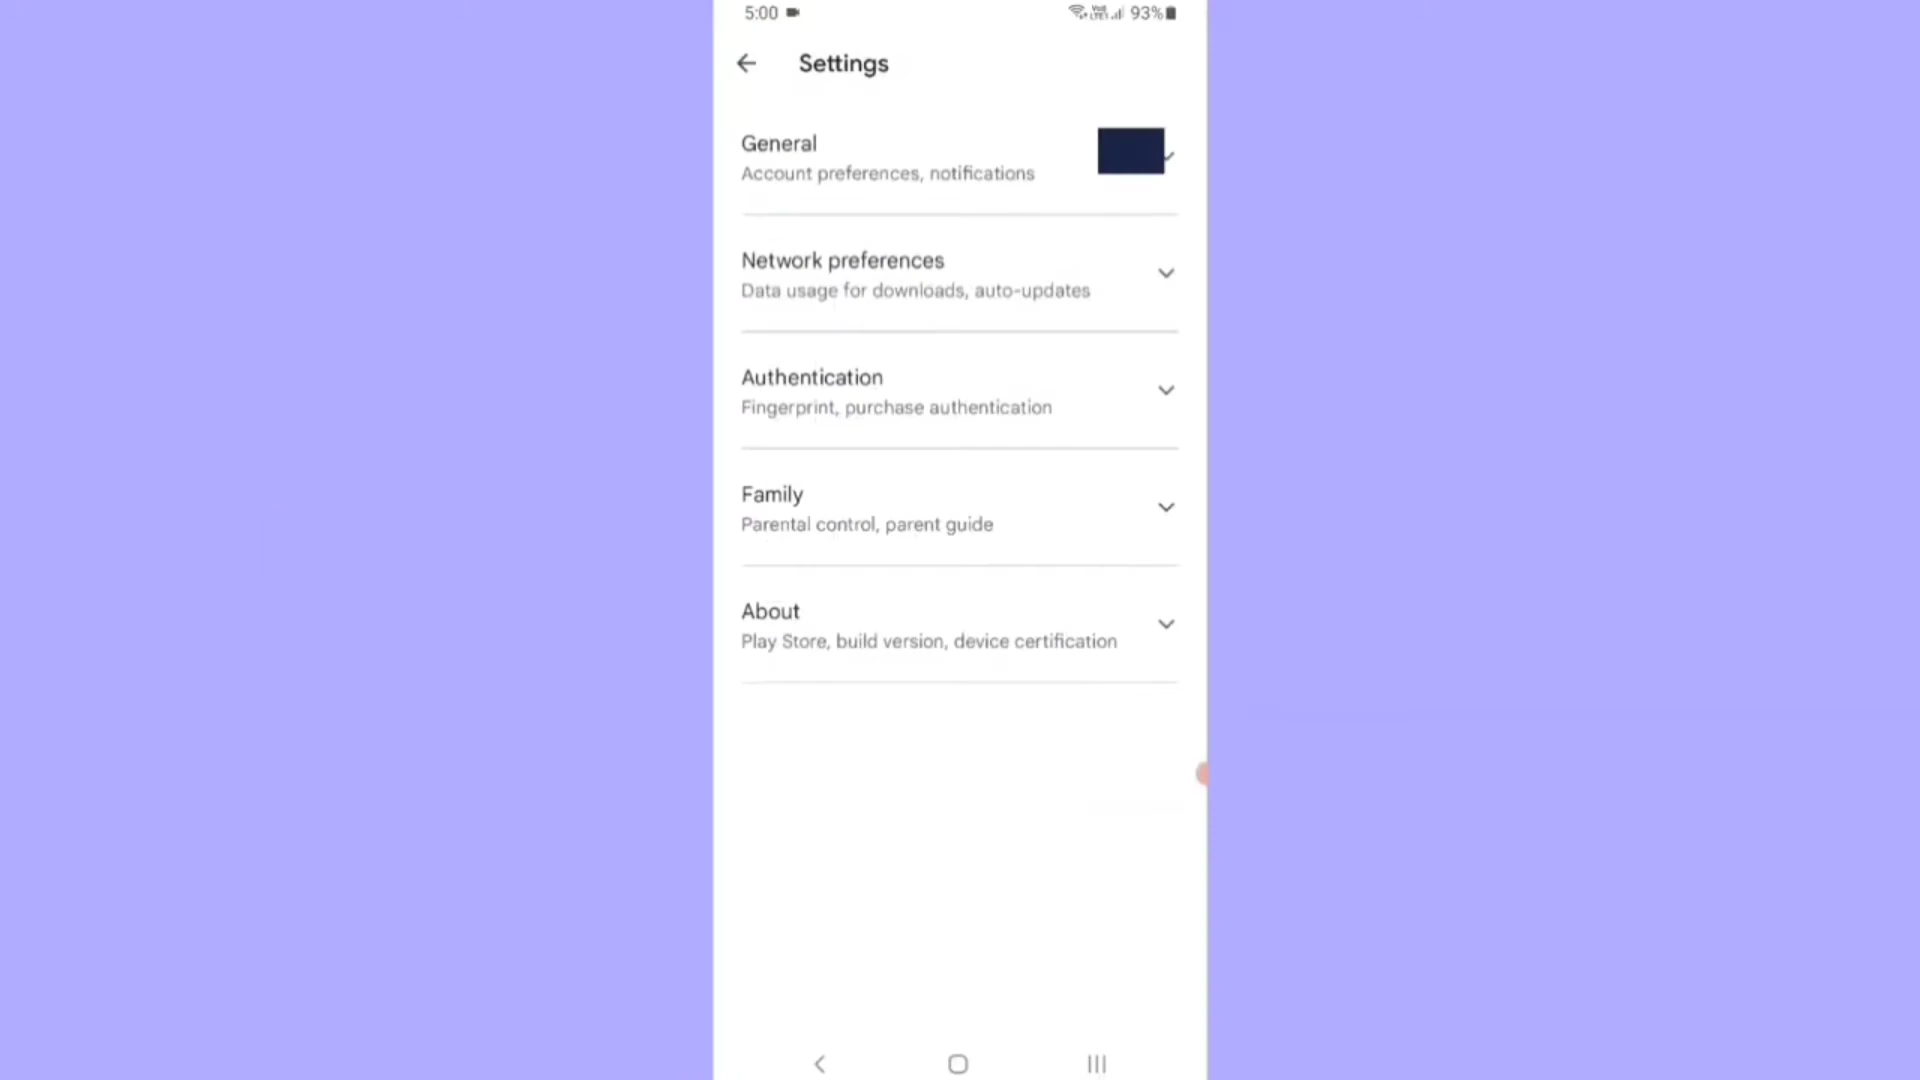 5:00 93%
Settings
General
Account preferences, notifications
Network preferences
Data usage for downloads, auto-updates
Authentication
Fingerprint, purchase authentication
Family
Parental control, parent guide
About
Play Store, build version, device certification